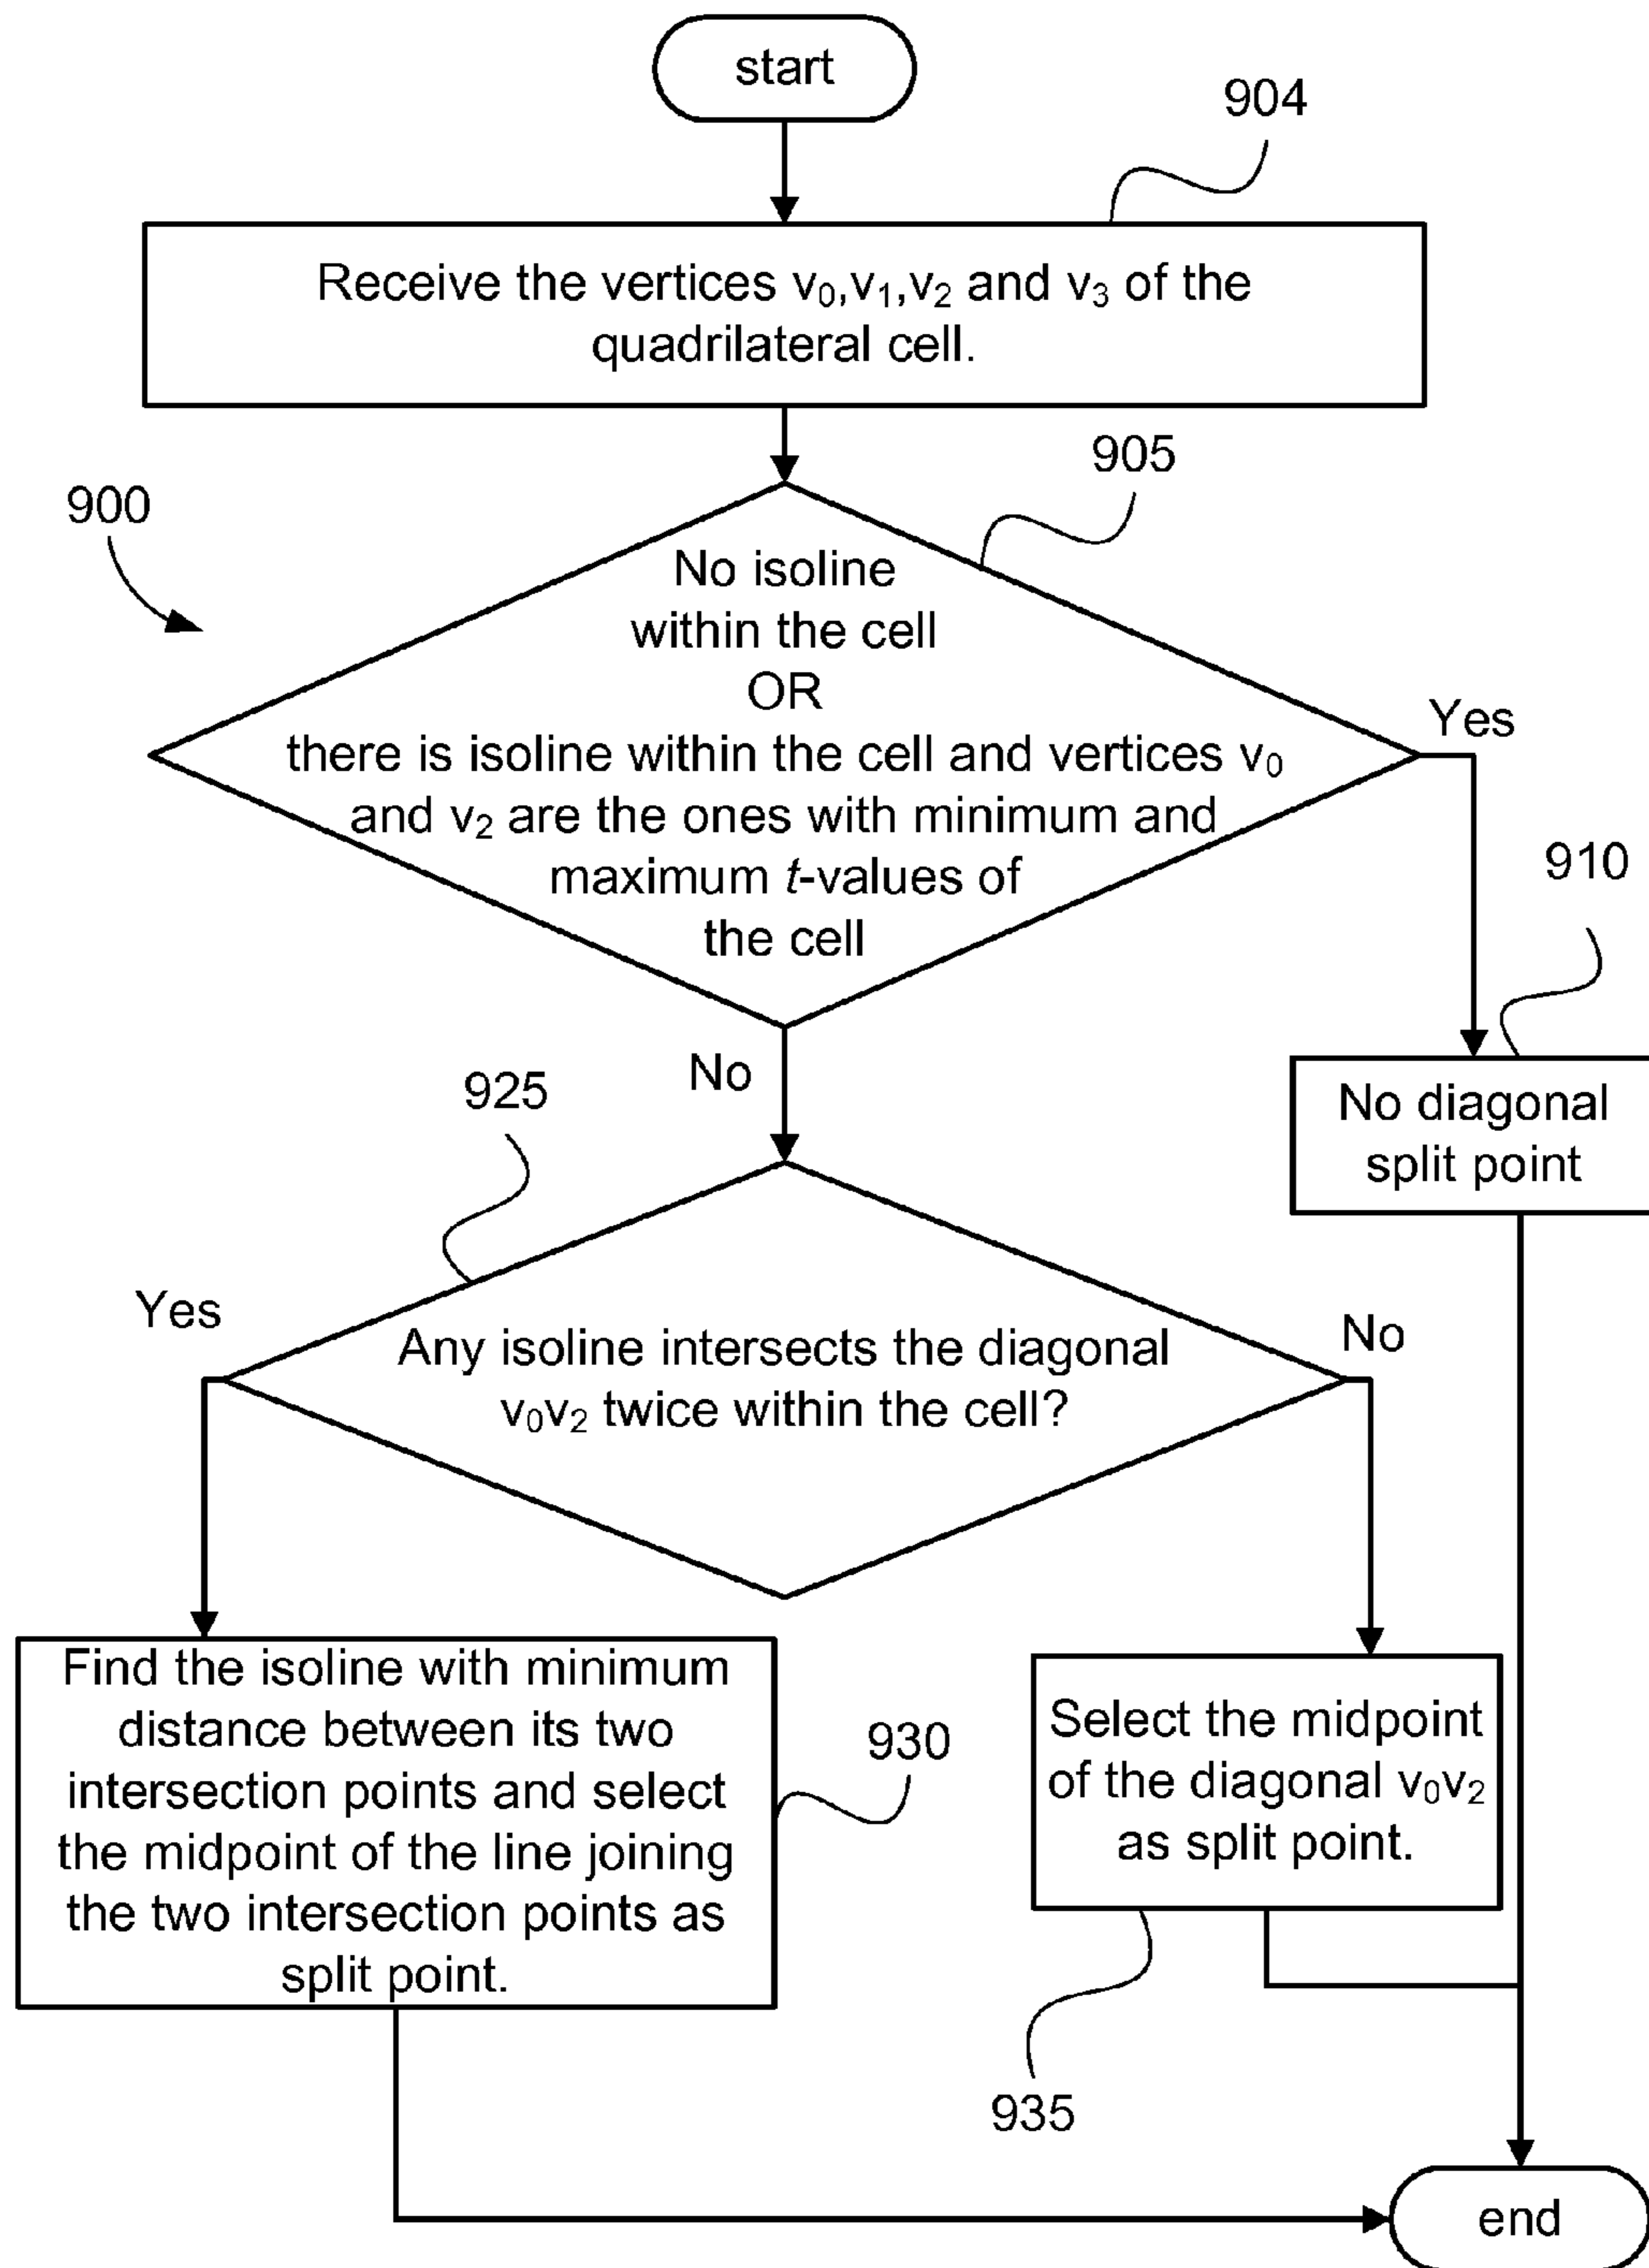 start
904
Receive the vertices v₀,v₁,v₂ and v₃ of the
quadrilateral cell.
905
900
No isoline
within the cell
OR
there is isoline within the cell and vertices v₀
and v₂ are the ones with minimum and
maximum t-values of
the cell
Yes
910
No
No diagonal
split point
925
Yes
Any isoline intersects the diagonal
v₀v₂ twice within the cell?
No
Find the isoline with minimum
distance between its two
intersection points and select
the midpoint of the line joining
the two intersection points as
split point.
930
Select the midpoint
of the diagonal v₀v₂
as split point.
935
end